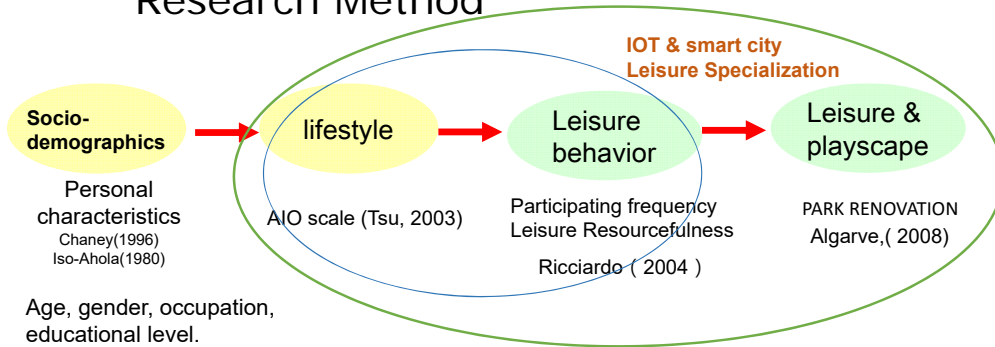 Research Method
IOT & smart city
Leisure Specialization
Socio-
demographics
lifestyle
Leisure
behavior
Leisure &
playscape
Personal
characteristics
Chaney(1996)
Iso-Ahola(1980)
AIO scale (Tsu, 2003)
Participating frequency
Leisure Resourcefulness
Ricciardo ( 2004 )
PARK RENOVATION
Algarve,( 2008)
Age, gender, occupation,
educational level.